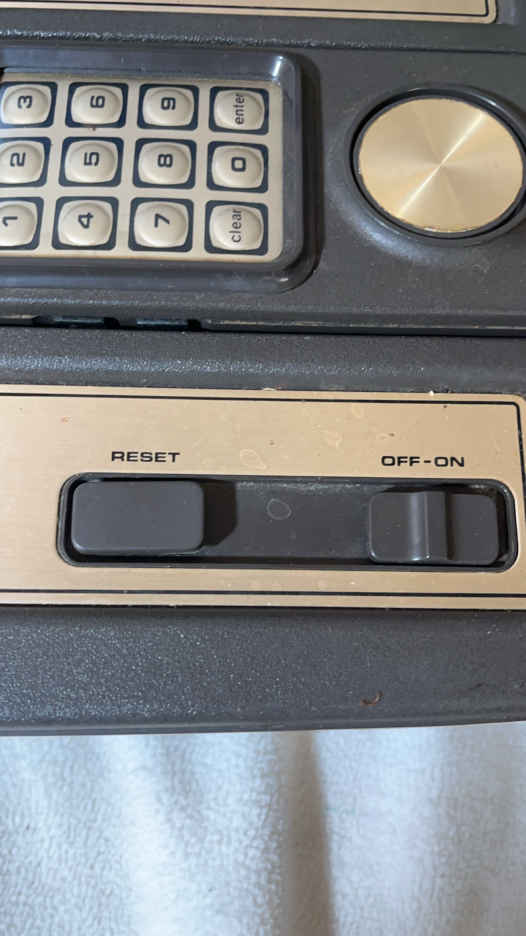 3 6 9 enter
2 5 8 0
1 4 7 clear
RESET OFF-ON